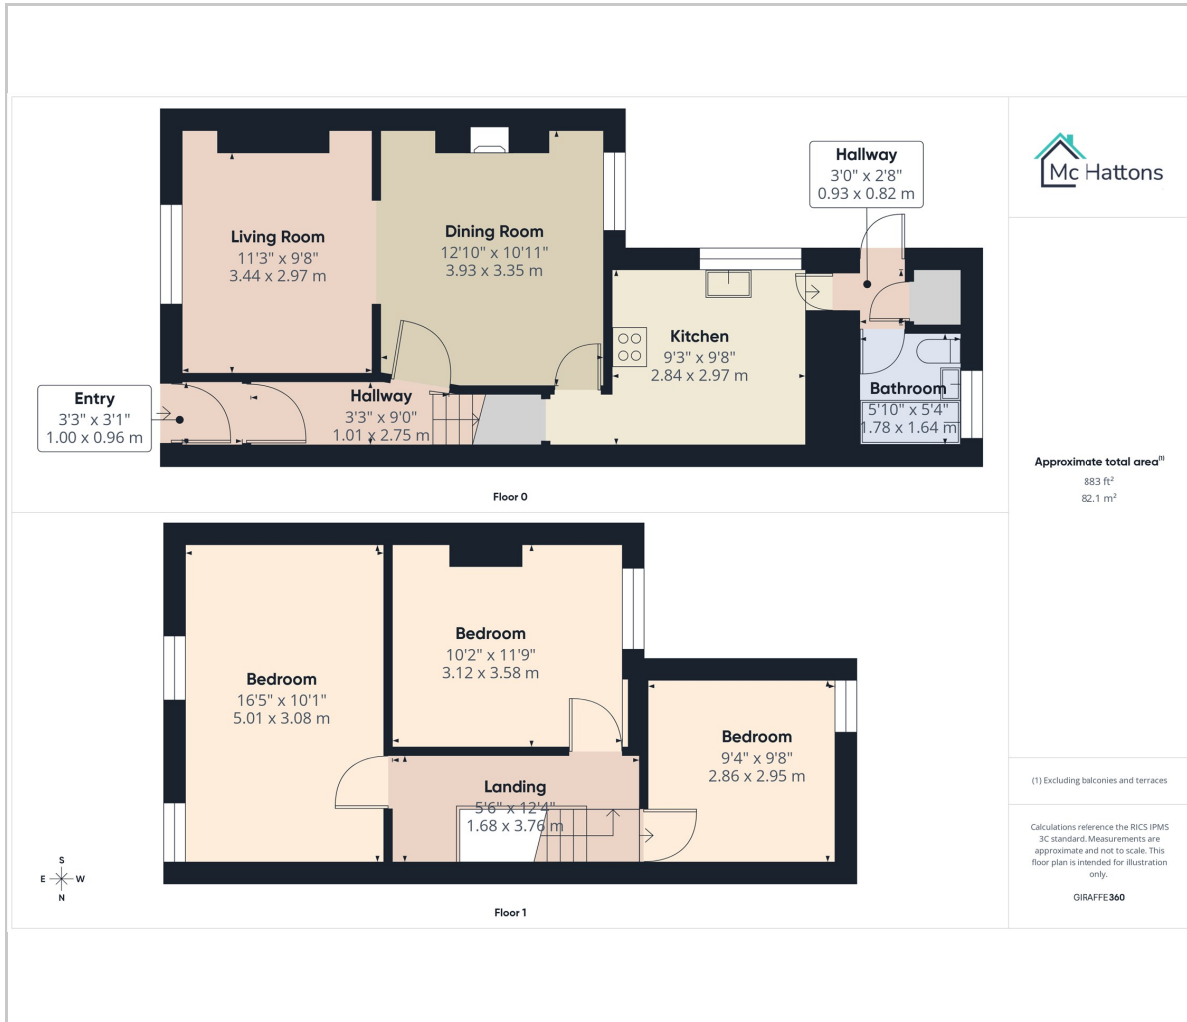 Hallway
3'0" x 2'8"
0.93 x 0.82 m
Mc Hattons
Living Room
11'3" x 9'8"
3.44 x 2.97 m
Dining Room
12'10" x 10'11"
3.93 x 3.35 m
Kitchen
9'3" x 9'8"
2.84 x 2.97 m
Entry
3'3" x 3'1"
1.00 x 0.96 m
Hallway
3'3" x 9'0"
1.01 x 2.75 m
Bathroom
5'10" x 5'4"
1.78 x 1.64 m
Floor 0
Approximate total area(1)
883 ft²
82.1 m²
Bedroom
16'5" x 10'1"
5.01 x 3.08 m
Bedroom
10'2" x 11'9"
3.12 x 3.58 m
Bedroom
9'4" x 9'8"
2.86 x 2.95 m
Landing
5'6" x 12'4"
1.68 x 3.76 m
S
E W
N
Floor 1
(1) Excluding balconies and terraces
Calculations reference the RICS IPMS
3C standard. Measurements are
approximate and not to scale. This
floor plan is intended for illustration
only.
GIRAFFE360